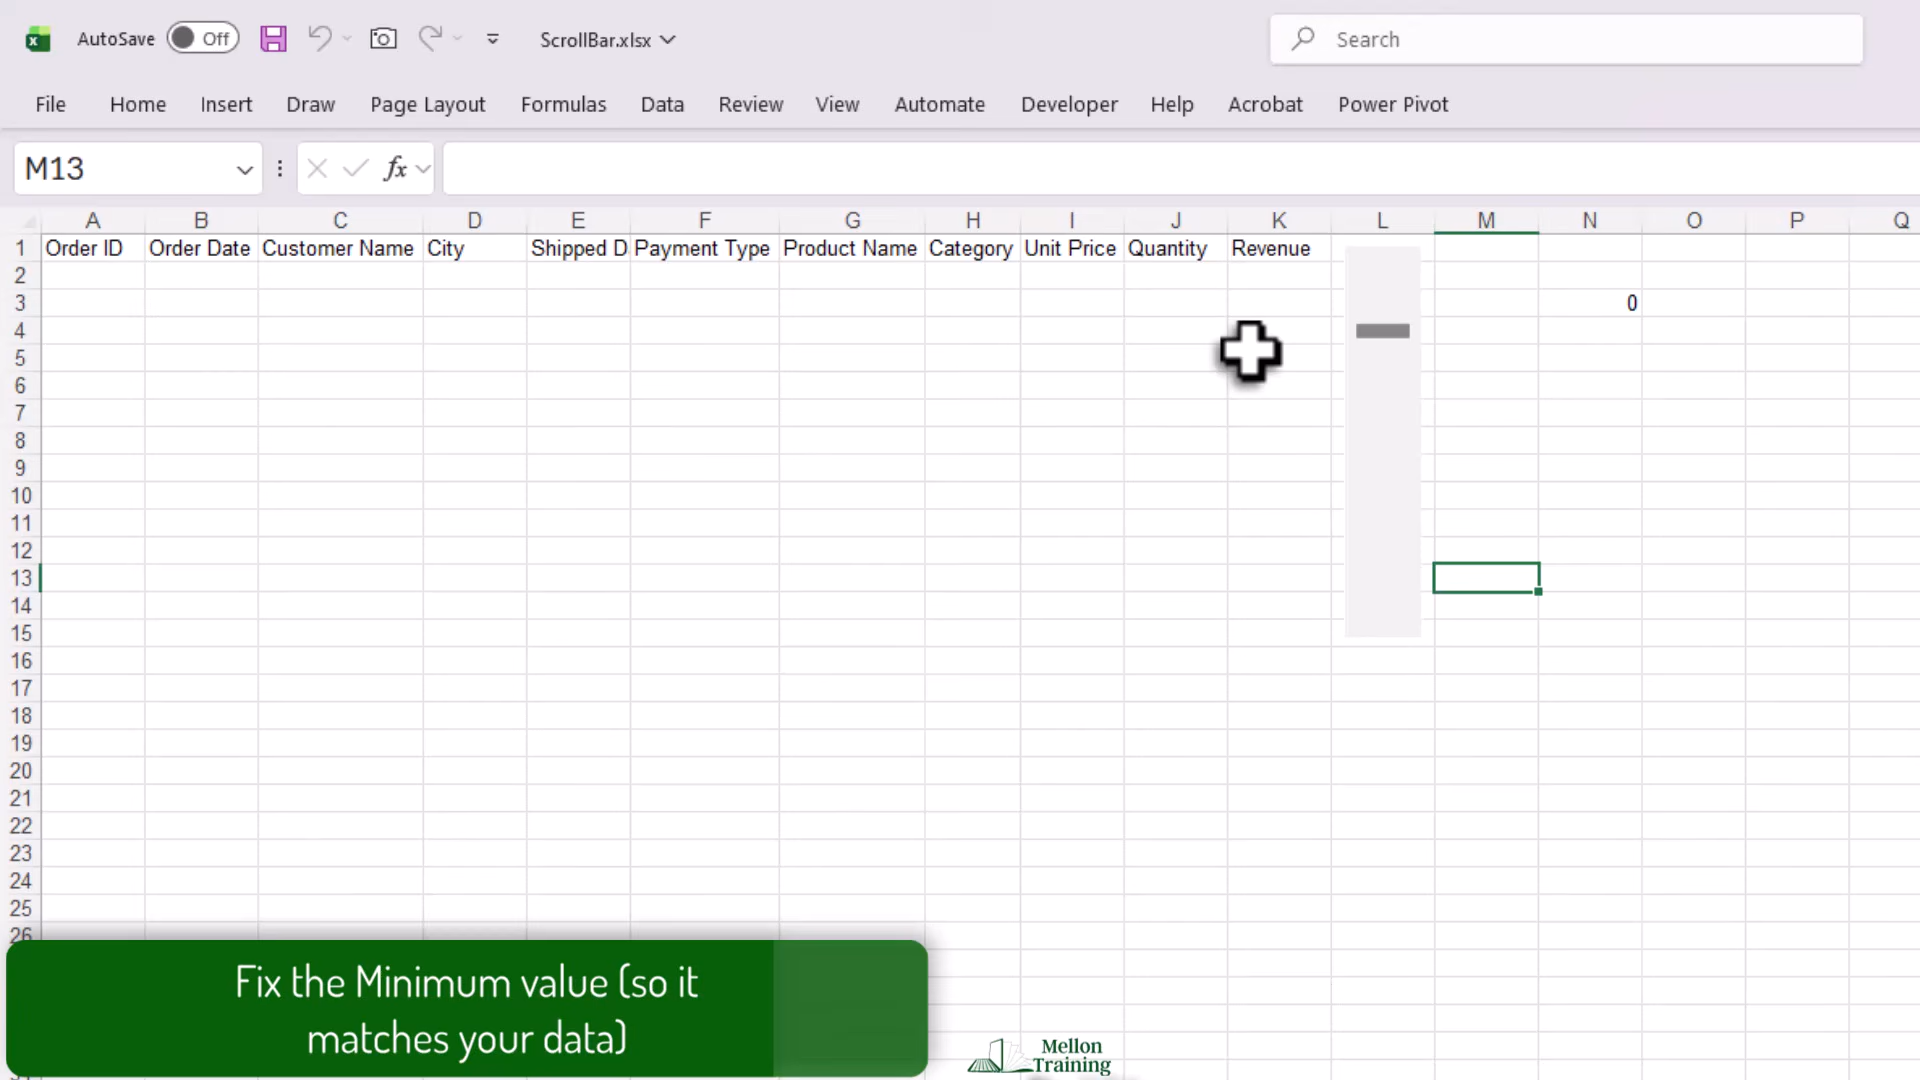 AutoSave Off ScrollBar.xlsx Search
File Home Insert Draw Page Layout Formulas Data Review View Automate Developer Help Acrobat Power Pivot
M13 fx
A B C D E F G H I J K L M N O P Q
1 Order ID Order Date Customer Name City Shipped D Payment Type Product Name Category Unit Price Quantity Revenue
2
3 0
4
5
6
7
8
9
10
11
12
13
14
15
16
17
18
19
20
21
22
23
24
25
26
Fix the Minimum value (so it
matches your data)
Mellon
Training